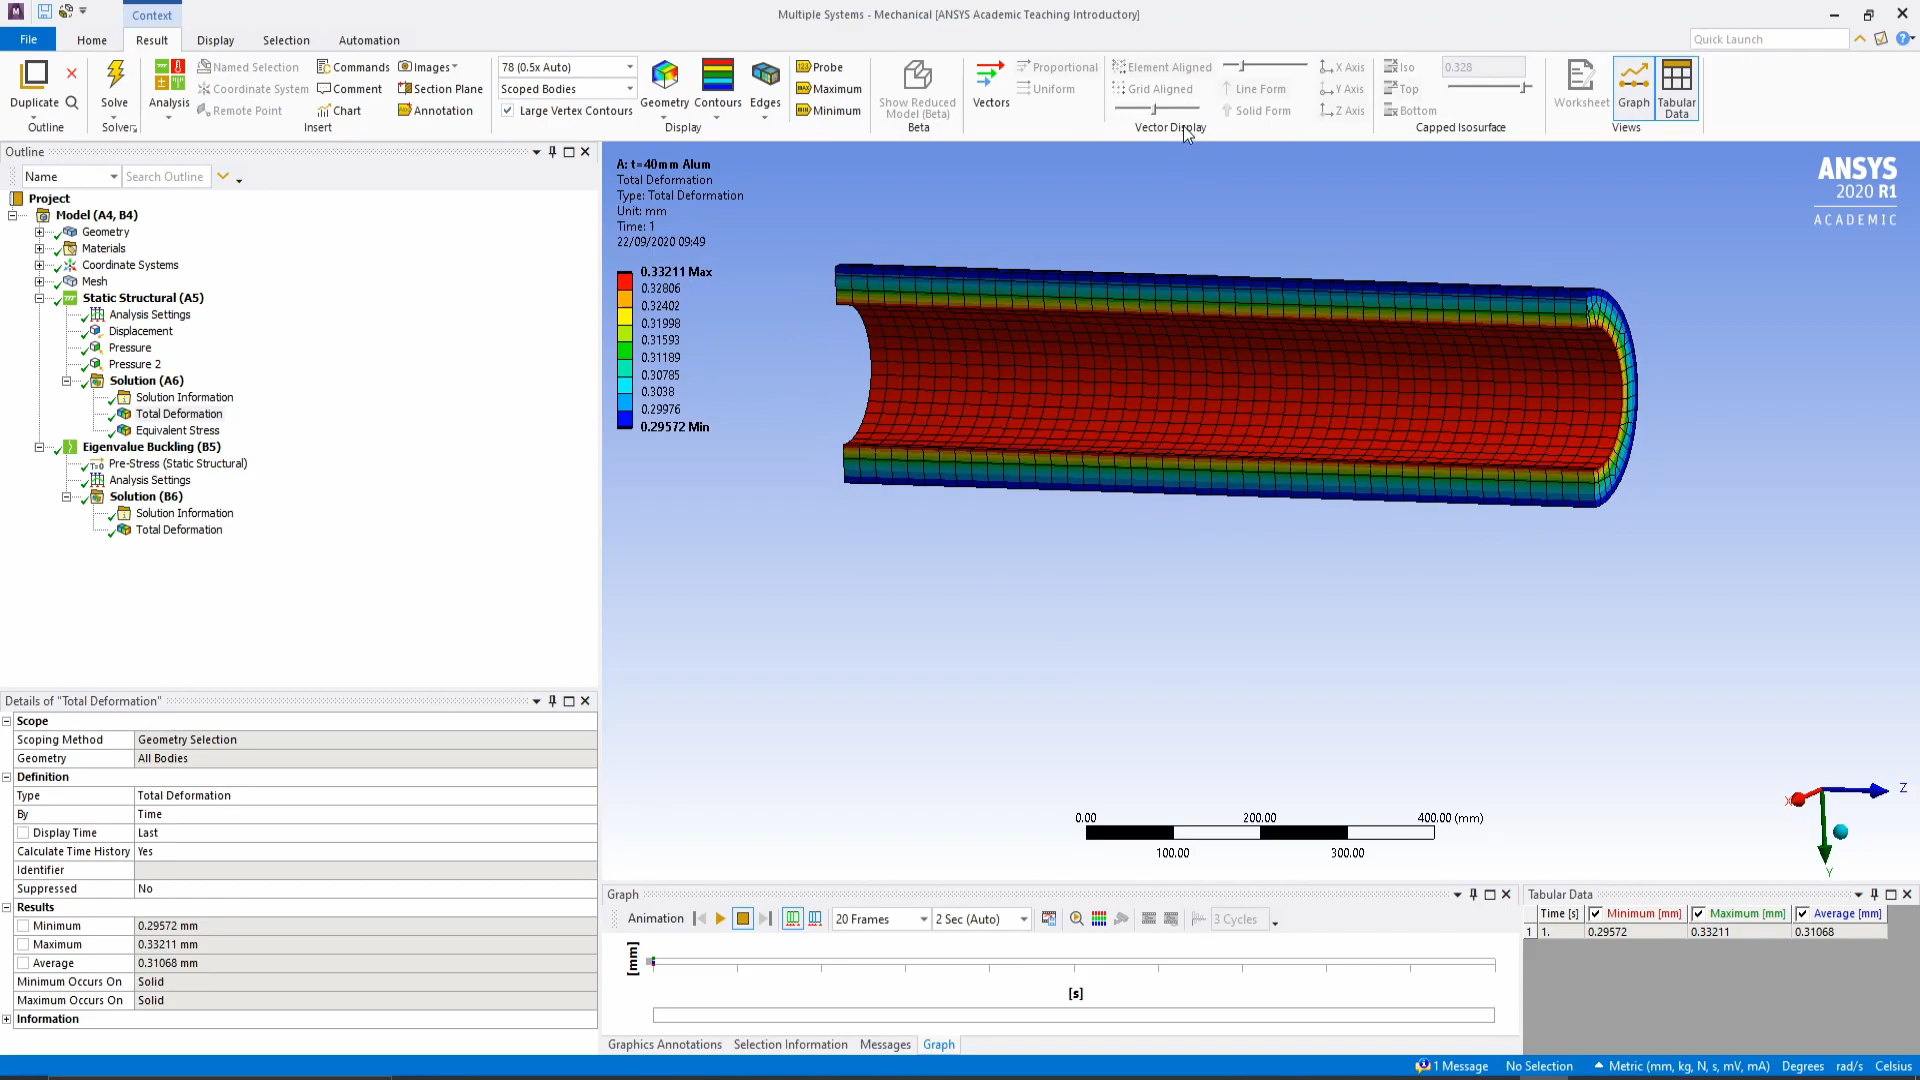 Context
Multiple Systems - Mechanical [ANSYS Academic Teaching Introductory]
File Home Result Display Selection Automation
Quick Launch
Duplicate
Outline
Solve
Solver
Analysis
Named Selection
Coordinate System
Remote Point
Commands
Comment
Chart
Images
Section Plane
Annotation
Insert
78 (0.5x Auto)
Scoped Bodies
Large Vertex Contours
Geometry Contours Edges
Display
Probe
Maximum
Minimum
Show Reduced
Model (Beta)
Beta
Vectors
Proportional
Uniform
Element Aligned
Grid Aligned
Line Form
Solid Form
X Axis
Y Axis
Z Axis
Vector Display
Iso
Top
Bottom
0.328
Capped Isosurface
Worksheet
Graph
Tabular
Data
Views
Outline
Name Search Outline
Project
Model (A4, B4)
Geometry
Materials
Coordinate Systems
Mesh
Static Structural (A5)
Analysis Settings
Displacement
Pressure
Pressure 2
Solution (A6)
Solution Information
Total Deformation
Equivalent Stress
Eigenvalue Buckling (B5)
T=0 Pre-Stress (Static Structural)
Analysis Settings
Solution (B6)
Solution Information
Total Deformation
Details of "Total Deformation"
Scope
Scoping Method Geometry Selection
Geometry All Bodies
Definition
Type Total Deformation
By Time
Display Time Last
Calculate Time History Yes
Identifier
Suppressed No
Results
Minimum 0.29572 mm
Maximum 0.33211 mm
Average 0.31068 mm
Minimum Occurs On Solid
Maximum Occurs On Solid
Information
A: t=40mm Alum
Total Deformation
Type: Total Deformation
Unit: mm
Time: 1
22/09/2020 09:49
0.33211 Max
0.32806
0.32402
0.31998
0.31593
0.31189
0.30785
0.3038
0.29976
0.29572 Min
ANSYS
2020 R1
ACADEMIC
0.00 200.00 400.00 (mm)
100.00 300.00
X Z
Y
Graph
Animation 20 Frames 2 Sec (Auto) 3 Cycles
[mm]
[s]
Graphics Annotations Selection Information Messages Graph
Tabular Data
Time [s] Minimum [mm] Maximum [mm] Average [mm]
1 1. 0.29572 0.33211 0.31068
1 Message No Selection Metric (mm, kg, N, s, mV, mA) Degrees rad/s Celsius